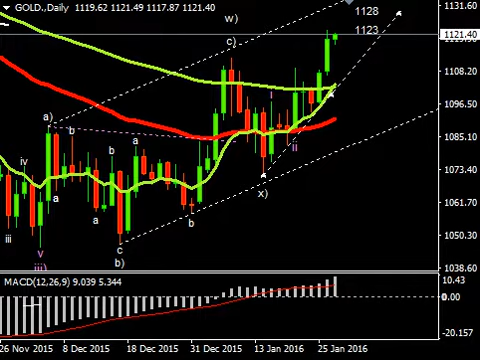 GOLD.,Daily 1119.62 1121.49 1117.87 1121.40
1131.60
1128
w)
1123
1121.40
c)
1108.20
1096.50
i
a)
b
a
1085.10
ii
iv
b
1073.40
a
x)
1061.70
a
b
iii
1050.30
v
c
iii)
b)
1038.60
MACD(12,26,9) 9.039 5.344
10.43
0.00
-20.157
26 Nov 2015 8 Dec 2015 18 Dec 2015 31 Dec 2015 13 Jan 2016 25 Jan 2016